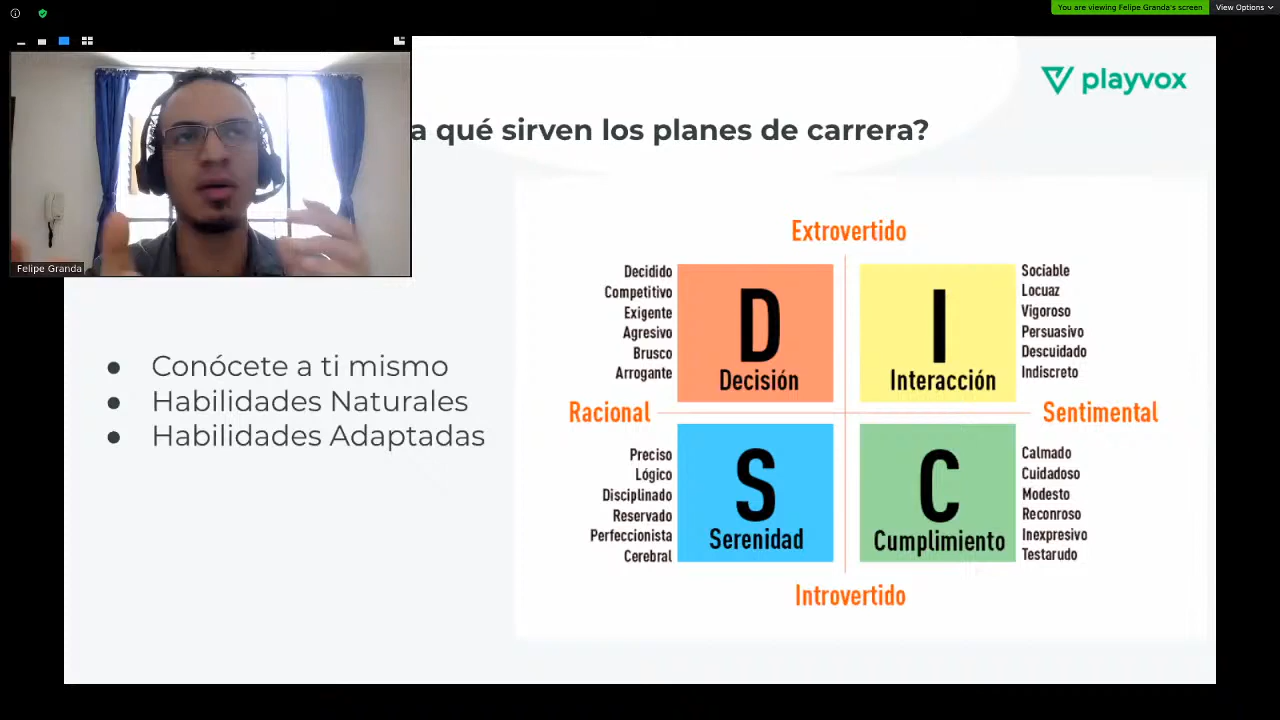 You are viewing Felipe Granda's screen
View Options
Felipe Granda
playvox
a qué sirven los planes de carrera?
Conócete a ti mismo
Habilidades Naturales
Habilidades Adaptadas
Extrovertido
Decidido
Competitivo
Exigente
Agresivo
Brusco
Arrogante
D
Decisión
I
Interacción
Sociable
Locuaz
Vigoroso
Persuasivo
Descuidado
Indiscreto
Racional
Sentimental
Preciso
Lógico
Disciplinado
Reservado
Perfeccionista
Cerebral
S
Serenidad
C
Cumplimiento
Calmado
Cuidadoso
Modesto
Reconroso
Inexpresivo
Testarudo
Introvertido